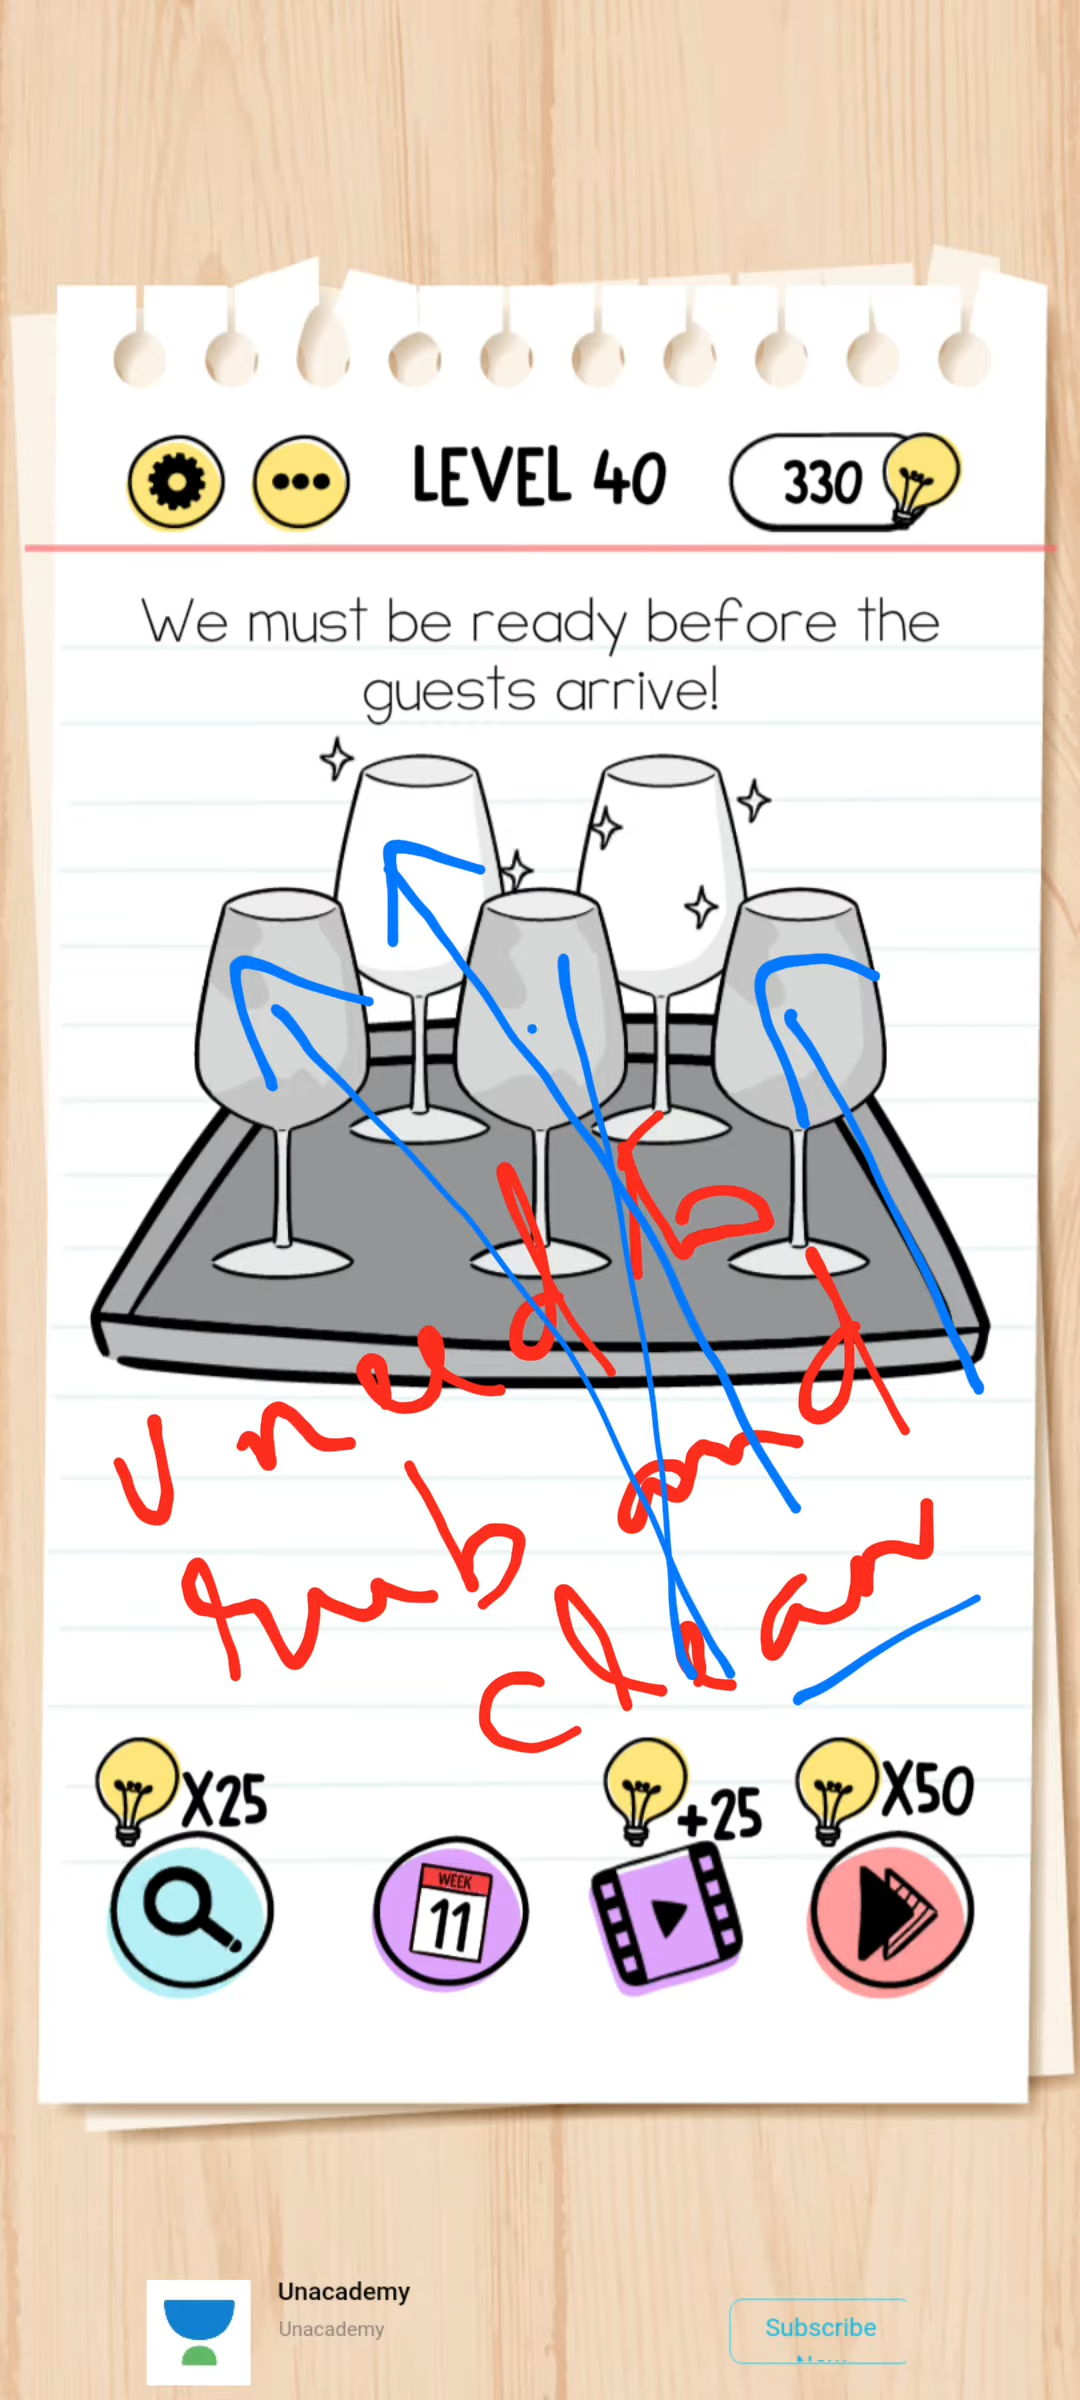 LEVEL 40
330
We must be ready before the
guests arrive!
U need to
rub and
clean
X25
+25
X50
WEEK
11
Unacademy
Unacademy
Subscribe